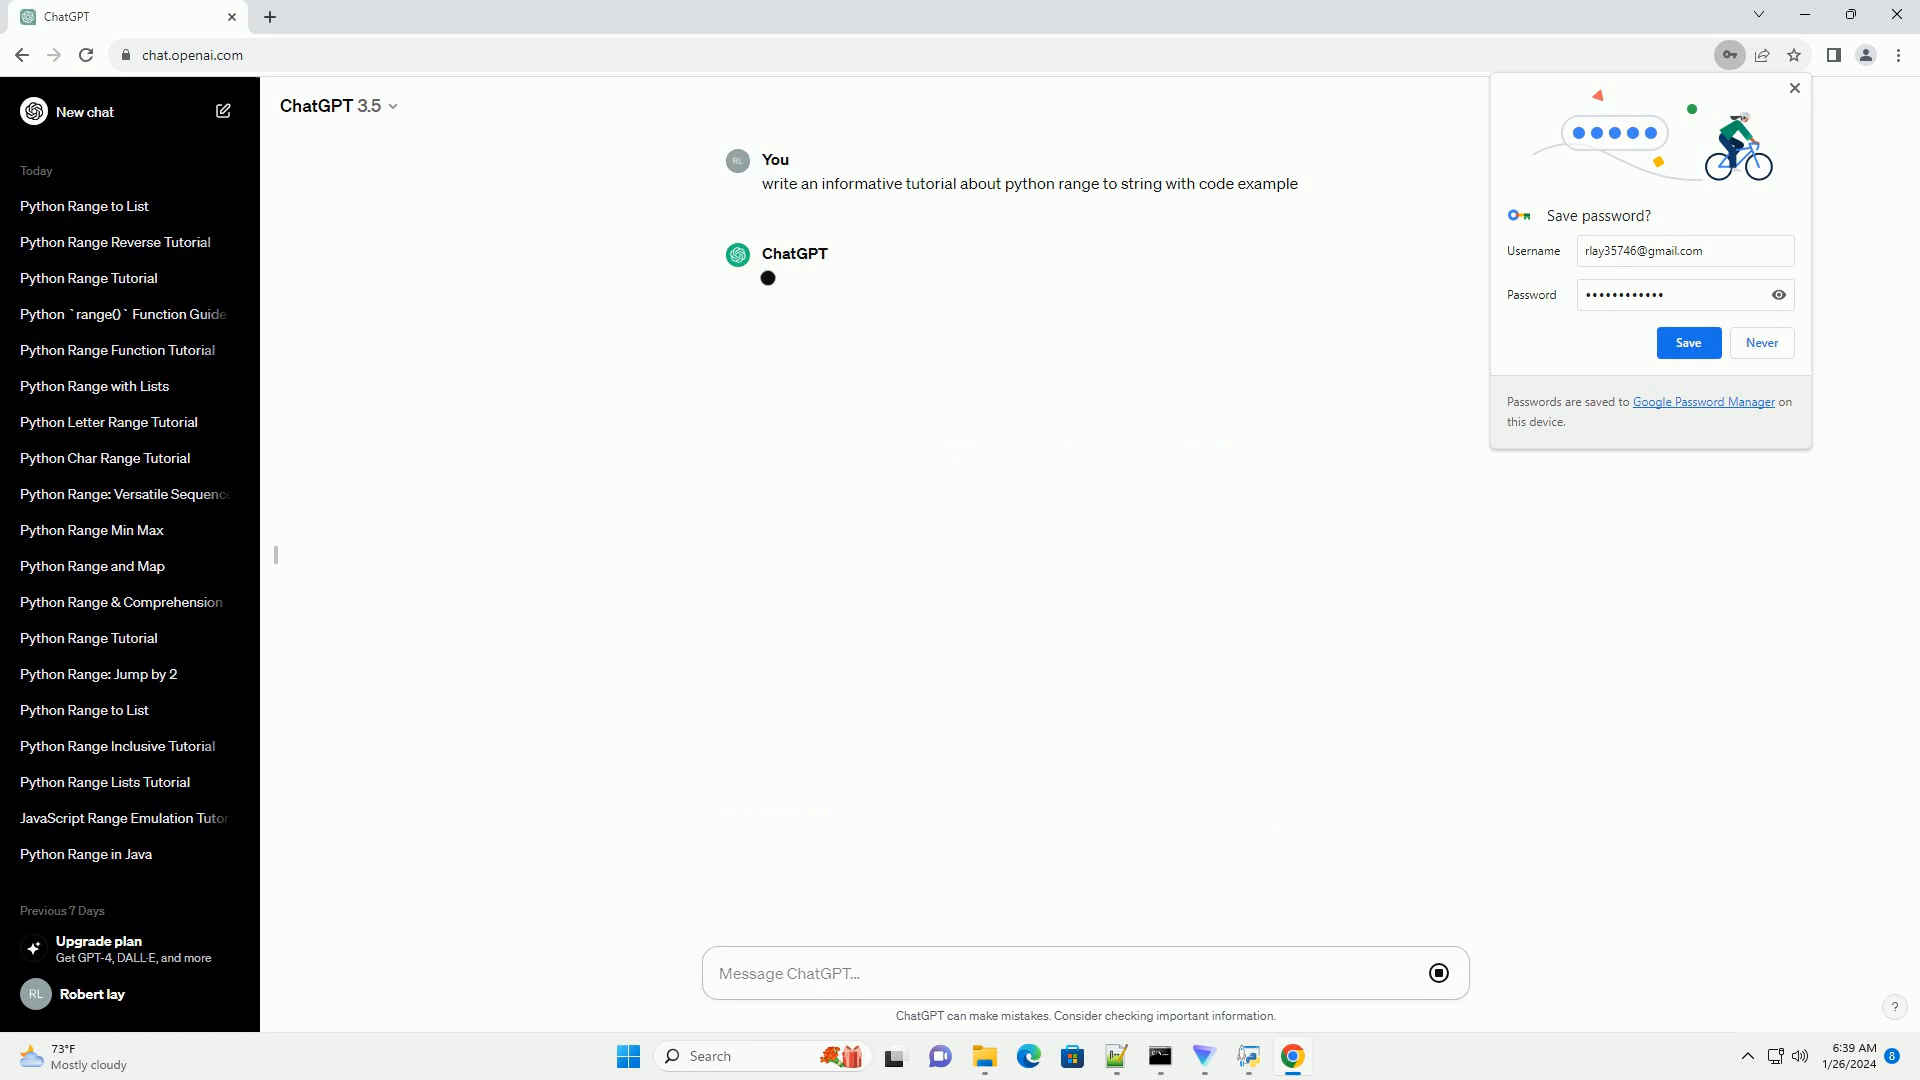 ChatGPT
chat.openai.com
New chat
Today
Python Range to List
Python Range Reverse Tutorial
Python Range Tutorial
Python `range()` Function Guide
Python Range Function Tutorial
Python Range with Lists
Python Letter Range Tutorial
Python Char Range Tutorial
Python Range: Versatile Sequence
Python Range Min Max
Python Range and Map
Python Range & Comprehension
Python Range Tutorial
Python Range: Jump by 2
Python Range to List
Python Range Inclusive Tutorial
Python Range Lists Tutorial
JavaScript Range Emulation Tutor
Python Range in Java
Previous 7 Days
Upgrade plan
Get GPT-4, DALL·E, and more
RL
Robert lay
ChatGPT 3.5
RL
You
write an informative tutorial about python range to string with code example
ChatGPT
Save password?
Username
rlay35746@gmail.com
Password
••••••••••••
Save
Never
Passwords are saved to Google Password Manager on
this device.
Message ChatGPT...
ChatGPT can make mistakes. Consider checking important information.
?
73°F
Mostly cloudy
Search
6:39 AM
1/26/2024
8